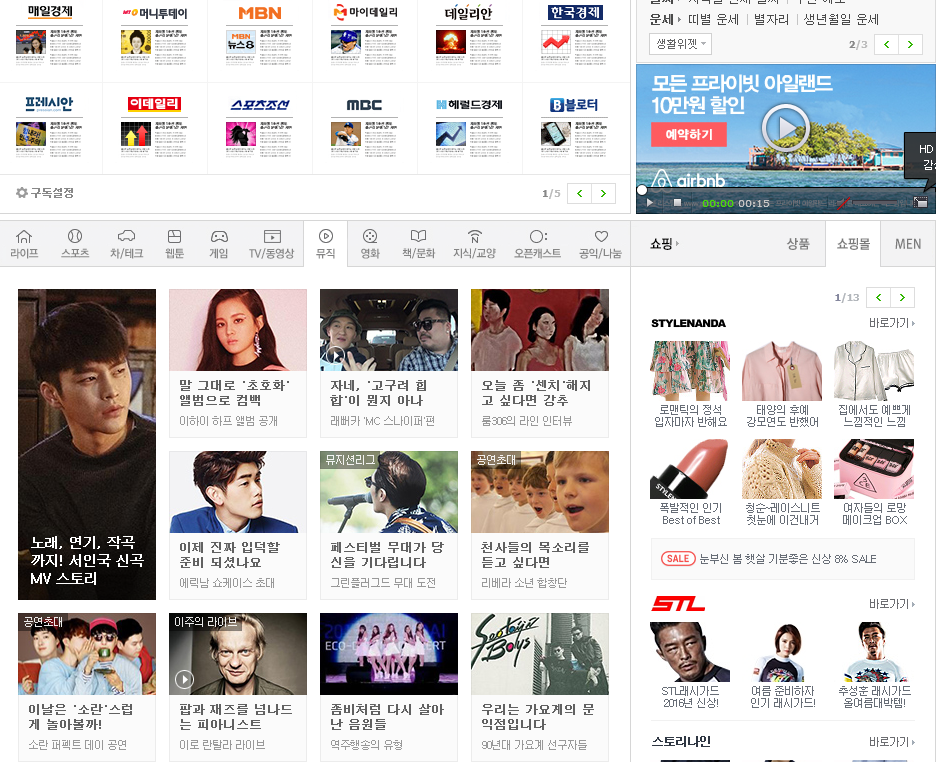 매일경제
머니투데이
MBN
마이데일리
데일리안
한국경제
MBN
뉴스8
프레시안
이데일리
스포츠조선
MBC
헤럴드경제
블로터
구독설정
1/5
운세 띠별 운세 별자리 생년월일 운세
생활위젯
2/3
모든 프라이빗 아일랜드
10만원 할인
예약하기
airbnb
HD
00:00 00:15
라이프
스포츠
차/테크
웹툰
게임
TV/동영상
뮤직
영화
책/문화
지식/교양
오픈캐스트
공익/나눔
노래, 연기, 작곡
까지! 서인국 신곡
MV 스토리
말 그대로 '초호화'
앨범으로 컴백
이하이 하프 앨범 공개
자네, '고구려 힙
합'이 뭔지 아나
래버카 'MC 스나이퍼'편
오늘 좀 '센치'해지
고 싶다면 강추
룸306의 라인 인터뷰
이제 진짜 입덕할
준비 되셨나요
에릭남 쇼케이스 초대
뮤지션리그
페스티벌 무대가 당
신을 기다립니다
그린플러그드 무대 도전
공연초대
천사들의 목소리를
듣고 싶다면
리베라 소년 합창단
공연초대
이날은 '소란'스럽
게 놀아볼까!
소란 퍼펙트 데이 공연
이주의 라이브
팝과 재즈를 넘나드
는 피아니스트
이로 란탈라 라이브
좀비처럼 다시 살아
난 음원들
역주행송의 유형
Seotaiji
Boys
우리는 가요계의 문
익점입니다
90년대 가요계 선구자들
쇼핑
상품
쇼핑몰
MEN
1/13
STYLENANDA
바로가기
로맨틱의 정석
입자마자 반해요
태양의 후예
강모연도 반했어
집에서도 예쁘게
느낌적인 느낌
폭발적인 인기
Best of Best
청순~레이스니트
첫눈에 이건내거
여자들의 로망
메이크업 BOX
SALE 눈부신 봄 햇살 기분좋은 신상 8% SALE
STL
바로가기
STL래시가드
2016년 신상!
여름 준비하자
인기 래시가드!
추성훈 래시가드
올여름대박템!
스토리나인
바로가기